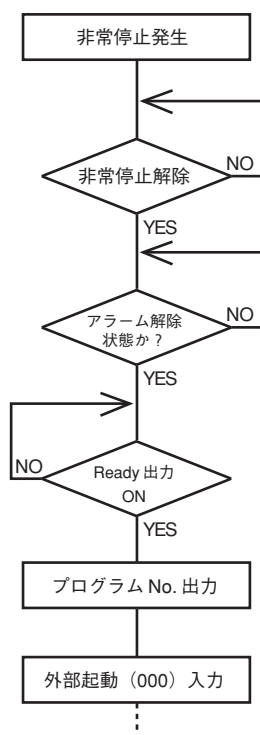 非常停止発生
非常停止解除
NO
YES
アラーム解除
状態か？
NO
YES
NO
Ready 出力
ON
YES
プログラム No. 出力
外部起動（000）入力